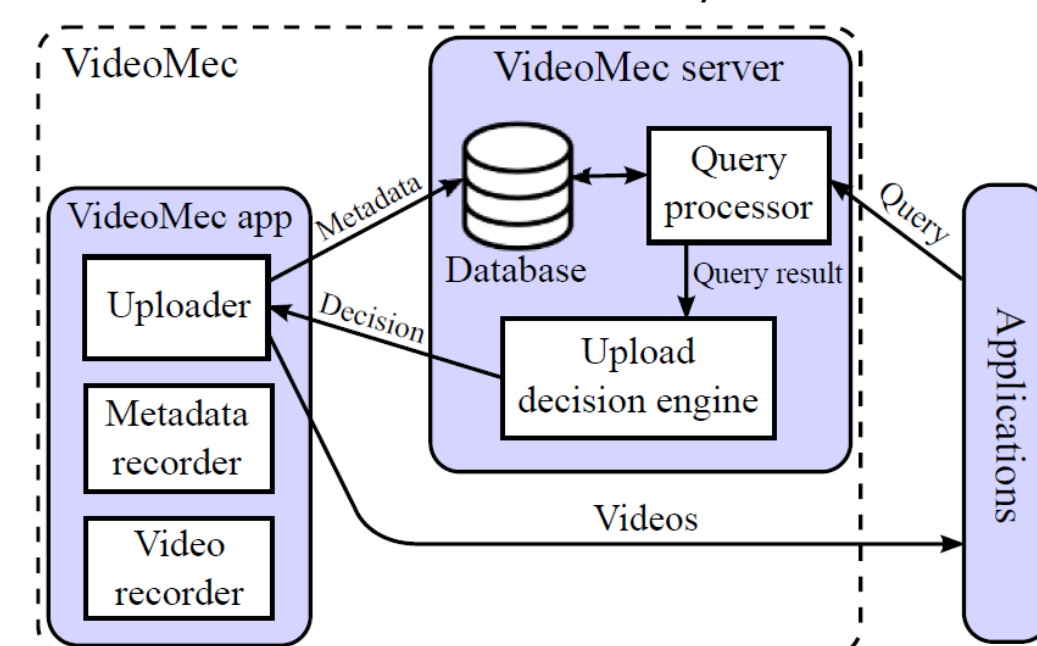 VideoMec
VideoMec server
Query
processor
Database
Query result
Upload
decision engine
VideoMec app
Uploader
Metadata
recorder
Video
recorder
Metadata
Decision
Videos
Query
Applications